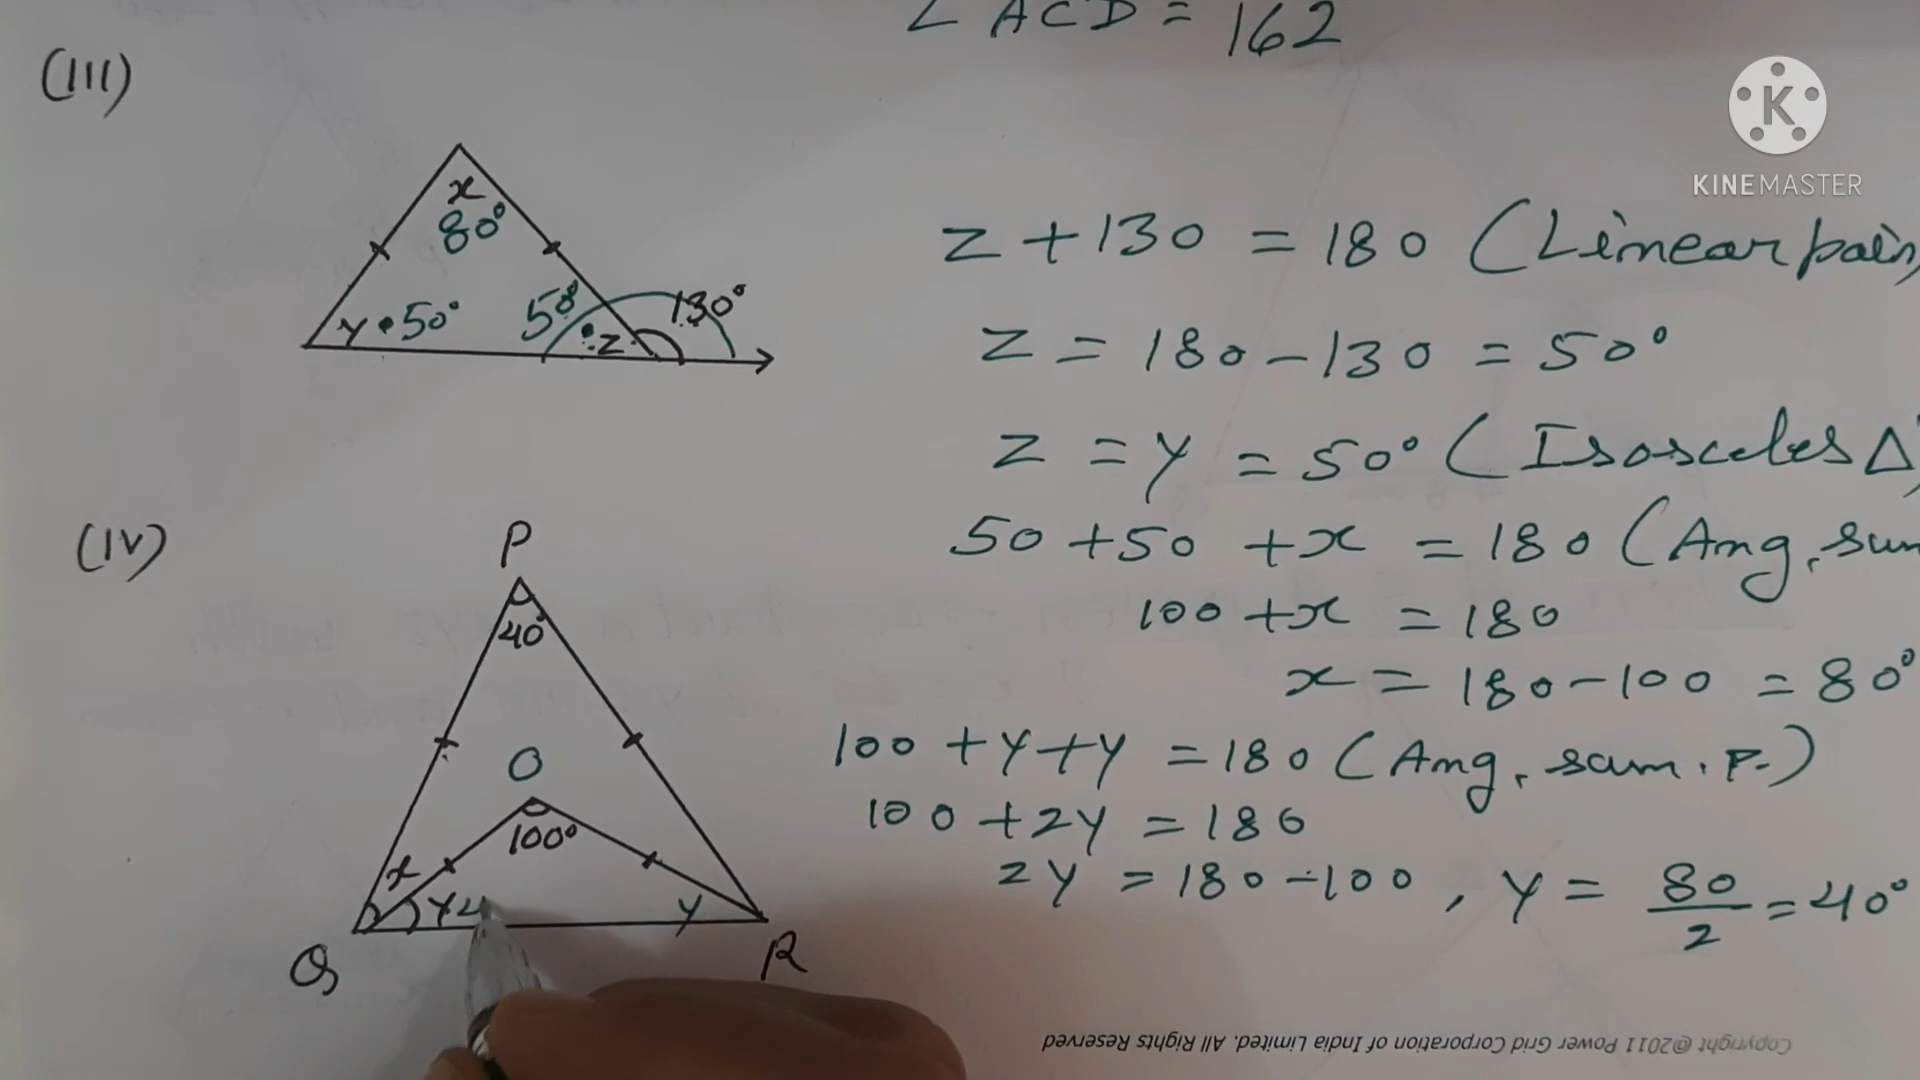 ∠ ACD = 162
(III)
K
KINEMASTER
x
80°
y 50°
50°
z
130°
z + 130 = 180 (Linear pair)
z = 180 - 130 = 50°
z = y = 50° (Isosceles Δ
50 + 50 + x = 180 (Ang. sum
100 + x = 180
x = 180 - 100 = 80°
(IV)
P
40°
O
100°
x
y 4
y
Q
R
100 + y + y = 180 (Ang. sum. P.)
100 + 2y = 180
2y = 180 - 100 , y = 80/2 = 40°
Copyright @2011 Power Grid Corporation of India Limited. All Rights Reserved